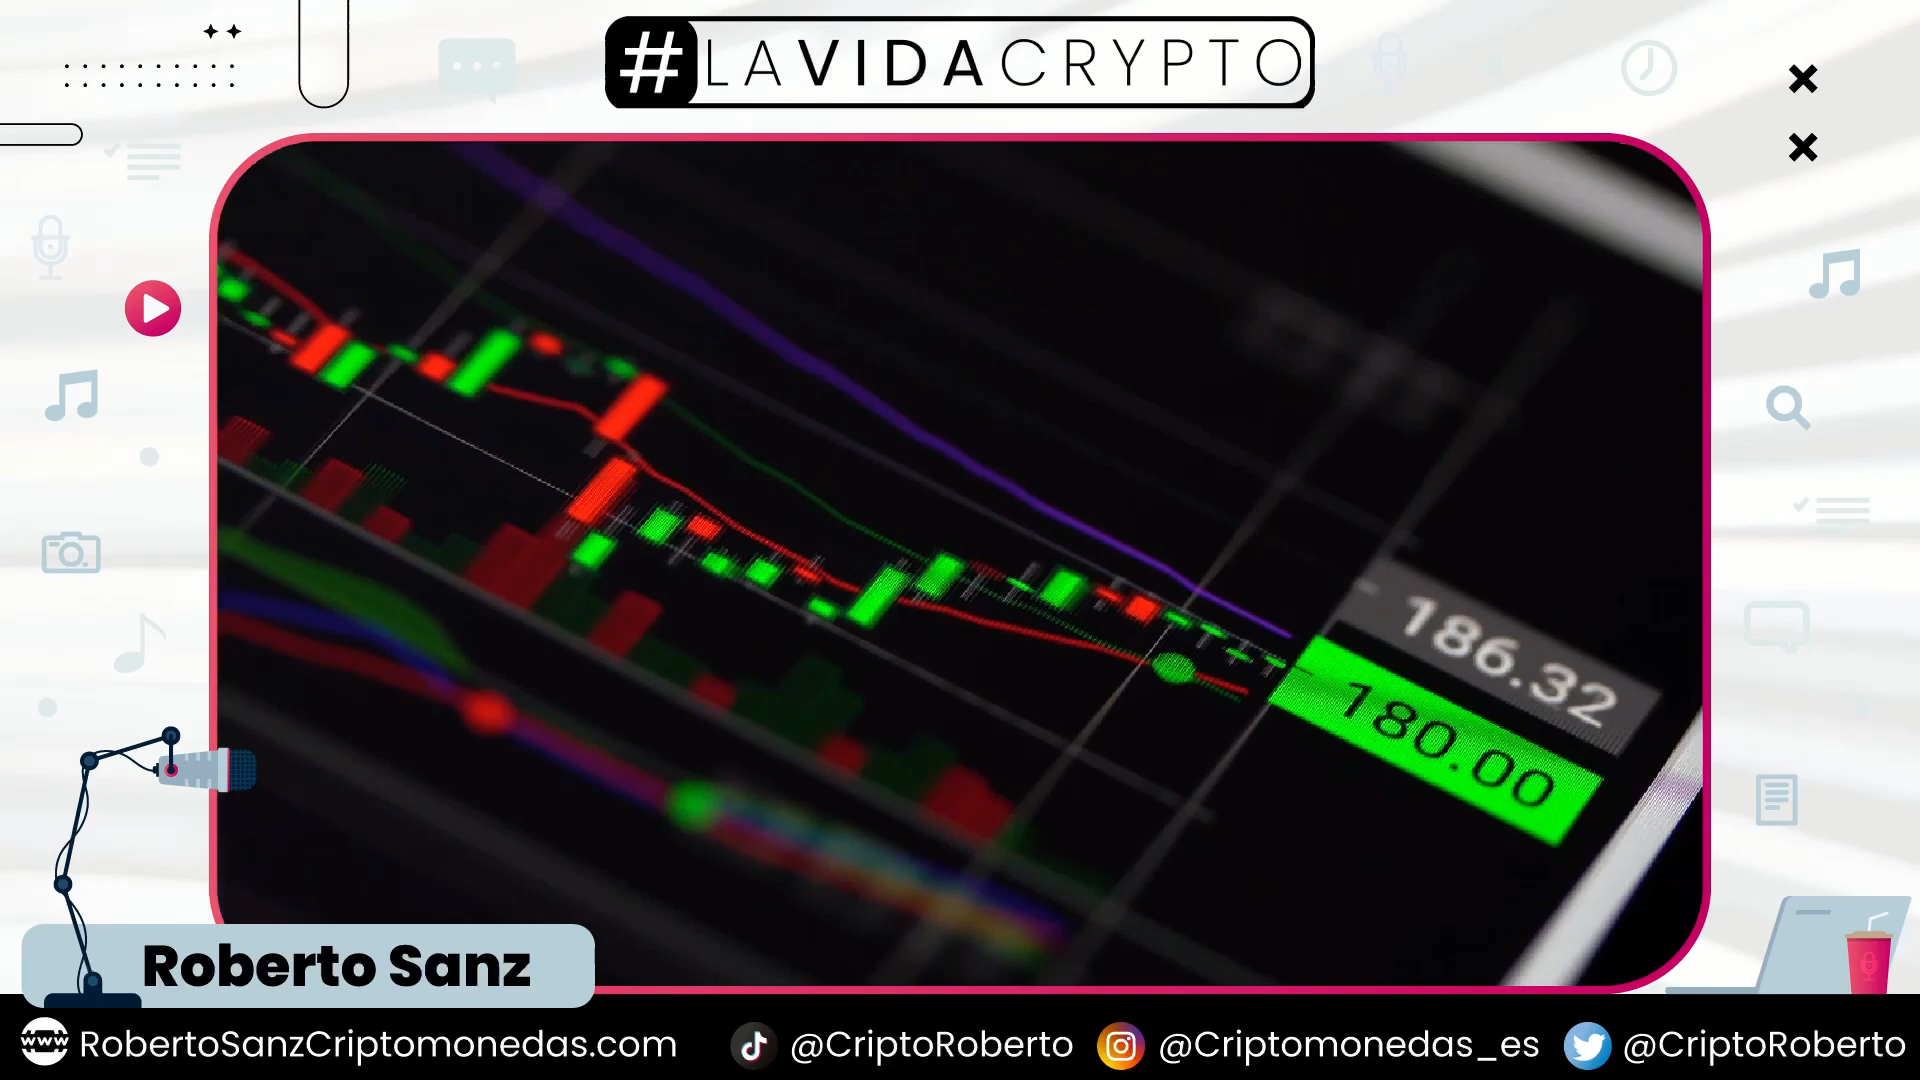 #LAVIDACRYPTO
186.32
180.00
Roberto Sanz
RobertoSanzCriptomonedas.com
@CriptoRoberto
@Criptomonedas_es
@CriptoRoberto